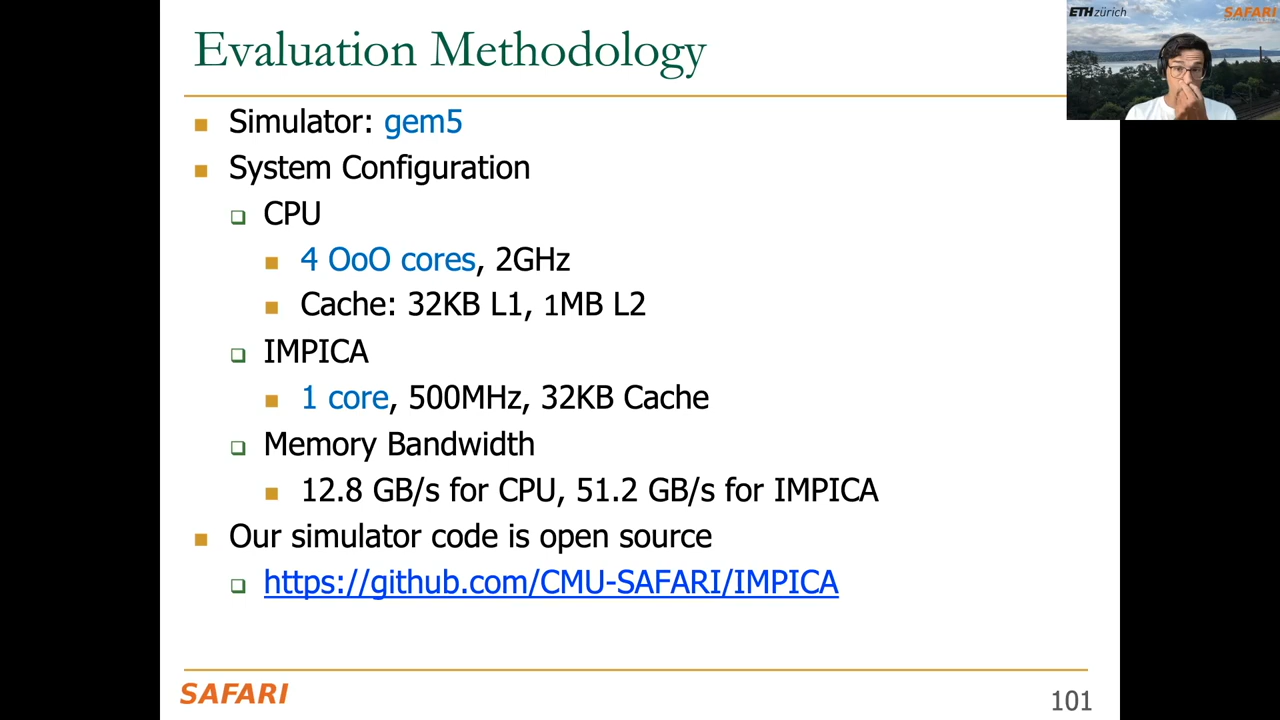 Evaluation Methodology
Simulator: gem5
System Configuration
CPU
4 OoO cores, 2GHz
Cache: 32KB L1, 1MB L2
IMPICA
1 core, 500MHz, 32KB Cache
Memory Bandwidth
12.8 GB/s for CPU, 51.2 GB/s for IMPICA
Our simulator code is open source
https://github.com/CMU-SAFARI/IMPICA
SAFARI
101
ETH zürich
SAFARI